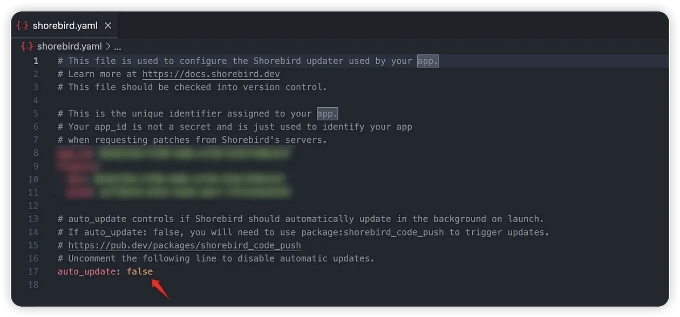 {..} shorebird.yaml ×
{..} shorebird.yaml > ...
1 # This file is used to configure the Shorebird updater used by your app.
2 # Learn more at https://docs.shorebird.dev
3 # This file should be checked into version control.
4
5 # This is the unique identifier assigned to your app.
6 # Your app_id is not a secret and is just used to identify your app
7 # when requesting patches from Shorebird's servers.
8
9
10
11
12
13 # auto_update controls if Shorebird should automatically update in the background on launch.
14 # If auto_update: false, you will need to use package:shorebird_code_push to trigger updates.
15 # https://pub.dev/packages/shorebird_code_push
16 # Uncomment the following line to disable automatic updates.
17 auto_update: false
18